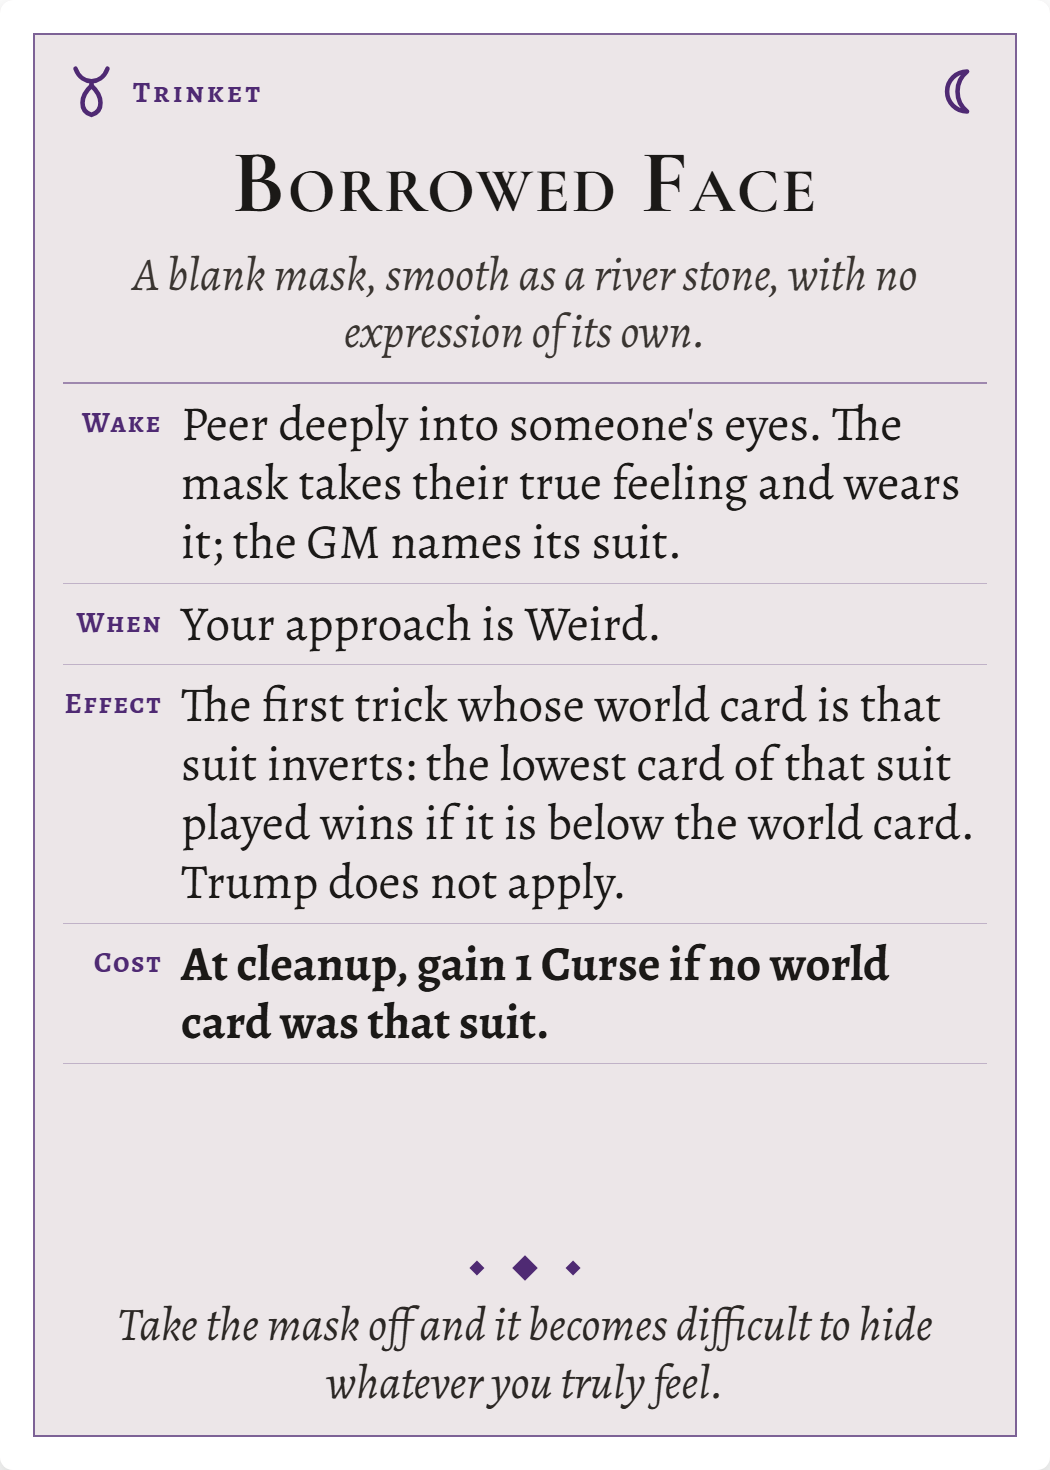 Trinket
Borrowed Face
A blank mask, smooth as a river stone, with no
expression of its own.
Wake Peer deeply into someone's eyes. The
mask takes their true feeling and wears
it; the GM names its suit.
When Your approach is Weird.
Effect The first trick whose world card is that
suit inverts: the lowest card of that suit
played wins if it is below the world card.
Trump does not apply.
Cost At cleanup, gain 1 Curse if no world
card was that suit.
Take the mask off and it becomes difficult to hide
whatever you truly feel.